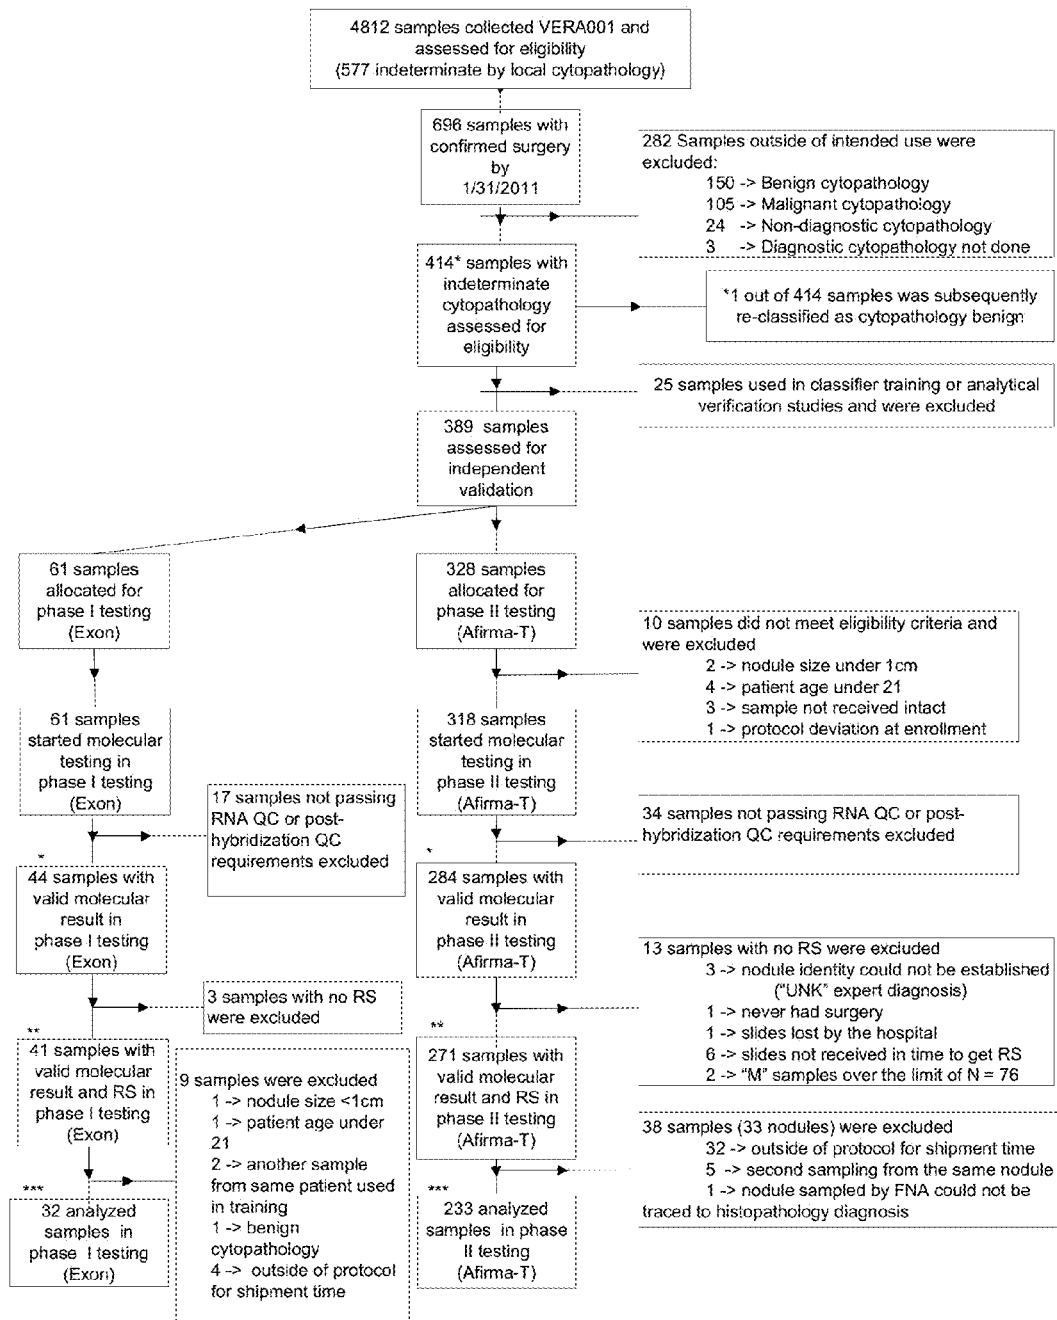 4812 samples collected VERA001 and
assessed for eligibility
(577 indeterminate by local cytopathology)
696 samples with
confirmed surgery
by
1/31/2011
282 Samples outside of intended use were
excluded:
150 -> Benign cytopathology
105 -> Malignant cytopathology
24 -> Non-diagnostic cytopathology
3 -> Diagnostic cytopathology not done
414* samples with
indeterminate
cytopathology
assessed for
eligibility
*1 out of 414 samples was subsequently
re-classified as cytopathology benign
25 samples used in classifier training or analytical
verification studies and were excluded
389 samples
assessed for
independent
validation
61 samples
allocated for
phase I testing
(Exon)
328 samples
allocated for
phase II testing
(Afirma-T)
10 samples did not meet eligibility criteria and
were excluded
2 -> nodule size under 1cm
4 -> patient age under 21
3 -> sample not received intact
1 -> protocol deviation at enrollment
61 samples
started molecular
testing in
phase I testing
(Exon)
318 samples
started molecular
testing in
phase II testing
(Afirma-T)
17 samples not passing
RNA QC or post-
hybridization QC
requirements excluded
34 samples not passing RNA QC or post-
hybridization QC requirements excluded
*
44 samples with
valid molecular
result in
phase I testing
(Exon)
*
284 samples with
valid molecular
result in
phase II testing
(Afirma-T)
3 samples with no RS
were excluded
13 samples with no RS were excluded
3 -> nodule identity could not be established
("UNK" expert diagnosis)
1 -> never had surgery
1 -> slides lost by the hospital
6 -> slides not received in time to get RS
2 -> "M" samples over the limit of N = 76
**
41 samples with
valid molecular
result and RS in
phase I testing
(Exon)
**
271 samples with
valid molecular
result and RS in
phase II testing
(Afirma-T)
9 samples were excluded
1 -> nodule size <1cm
1 -> patient age under
21
2 -> another sample
from same patient used
in training
1 -> benign
cytopathology
4 -> outside of protocol
for shipment time
38 samples (33 nodules) were excluded
32 -> outside of protocol for shipment time
5 -> second sampling from the same nodule
1 -> nodule sampled by FNA could not be
traced to histopathology diagnosis
***
32 analyzed
samples in
phase I testing
(Exon)
***
233 analyzed
samples in phase
II testing
(Afirma-T)